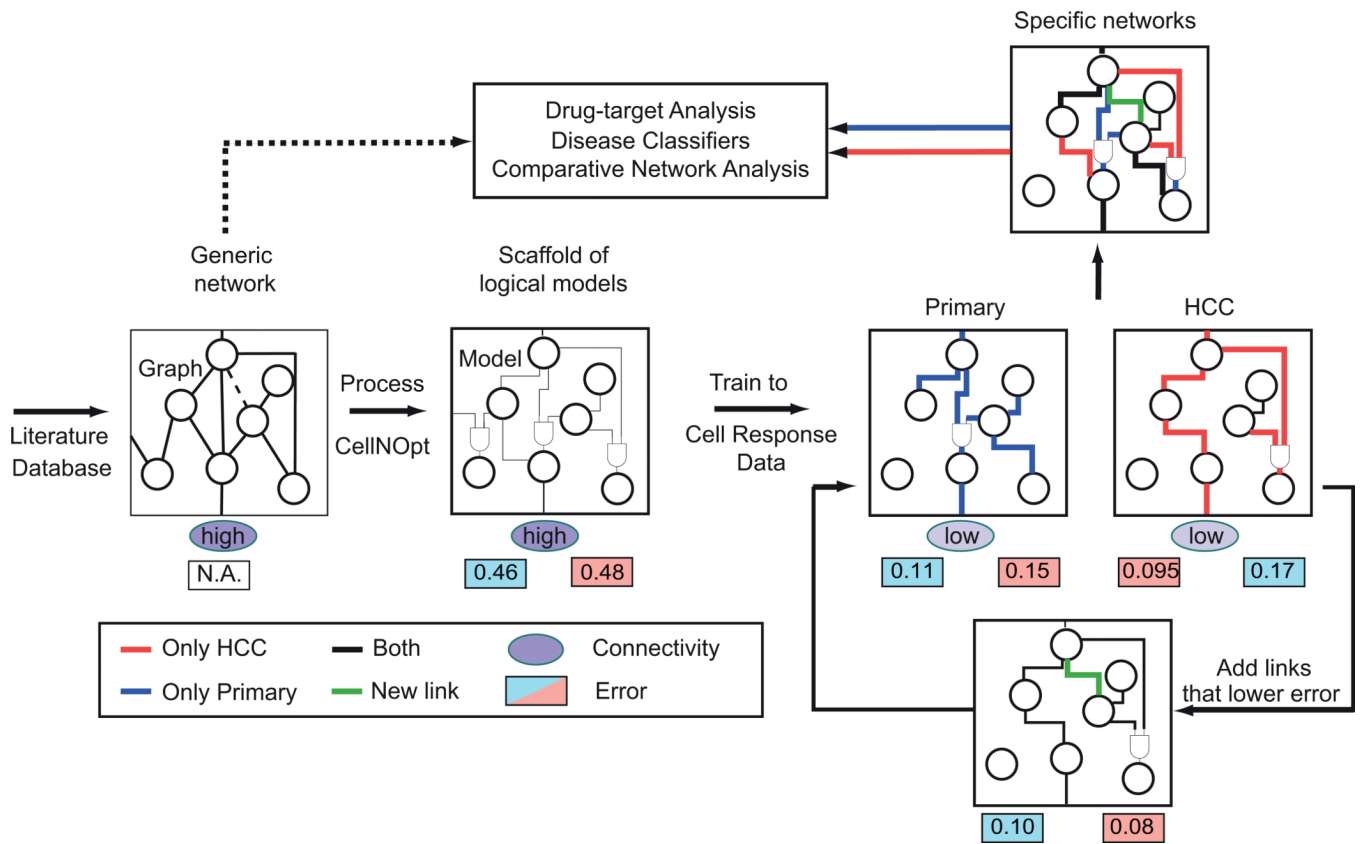 Specific networks
Drug-target Analysis
Disease Classifiers
Comparative Network Analysis
Generic
network
Scaffold of
logical models
Primary
HCC
Graph
Model
Literature
Database
Process
CellNOpt
Train to
Cell Response
Data
high
high
low
low
N.A.
0.46
0.48
0.11
0.15
0.095
0.17
Only HCC
Both
Connectivity
Only Primary
New link
Error
Add links
that lower error
0.10
0.08